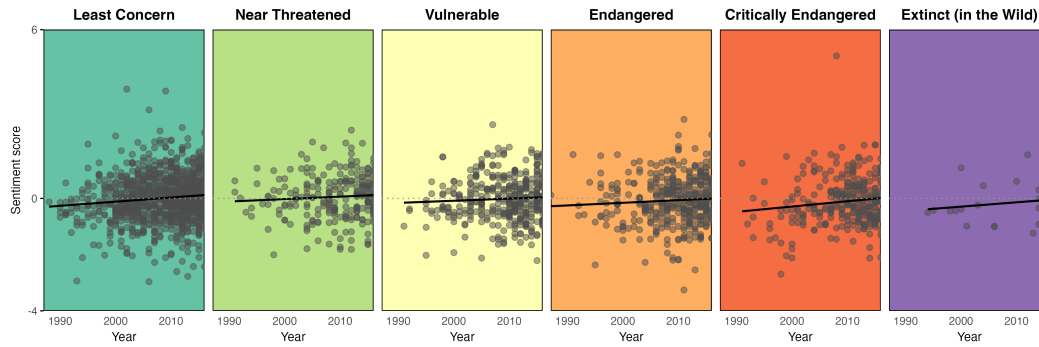 Least Concern Near Threatened Vulnerable Endangered Critically Endangered Extinct (in the Wild)
6
Sentiment score
0
-4
1990 2000 2010 1990 2000 2010 1990 2000 2010 1990 2000 2010 1990 2000 2010 1990 2000 2010
Year Year Year Year Year Year